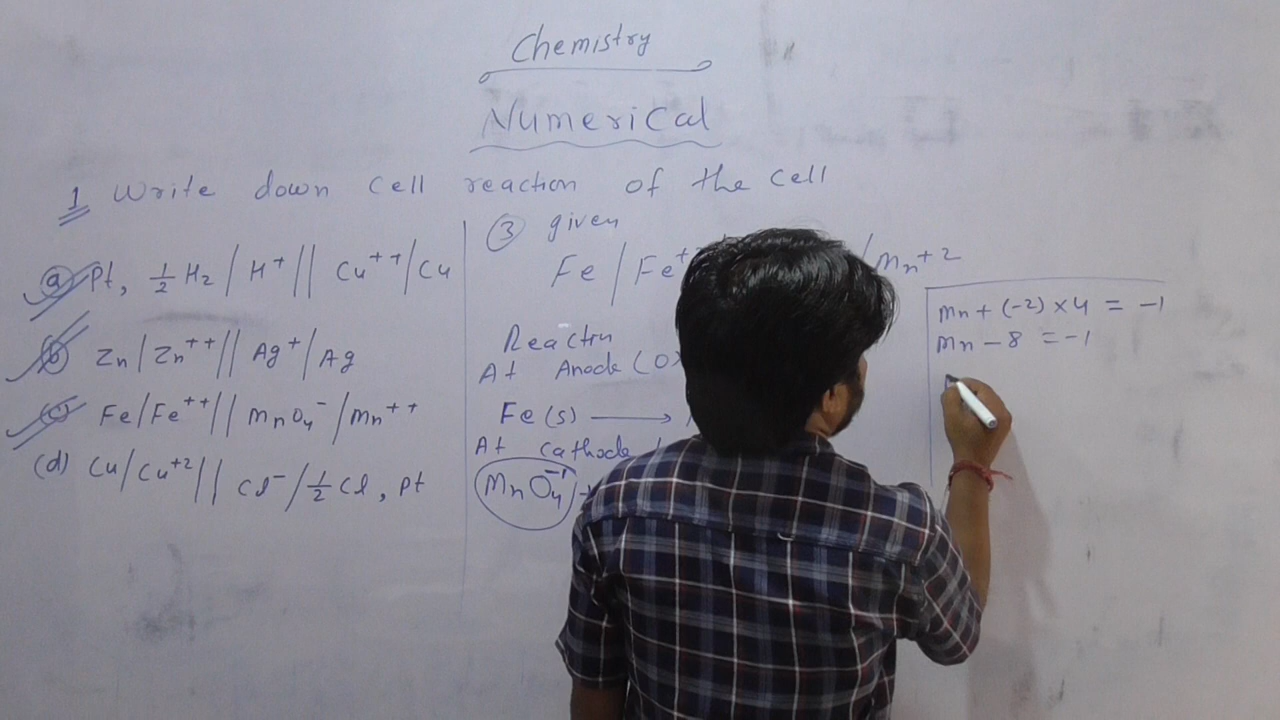 Chemistry
Numerical
1 Write down cell reaction of the cell
(a) Pt, 1/2 H2 / H+ || Cu++/Cu
(b) Zn/Zn++ || Ag+/Ag
(c) Fe/Fe++ || MnO4-/Mn++
(d) Cu/Cu+2 || Cl-/1/2 Cl, Pt
(3) given
Fe / Fe+ /Mn+2
Reactn
At Anode (O
Fe(s) →
At cathode
MnO4-1
Mn + (-2) × 4 = -1
Mn - 8 = -1